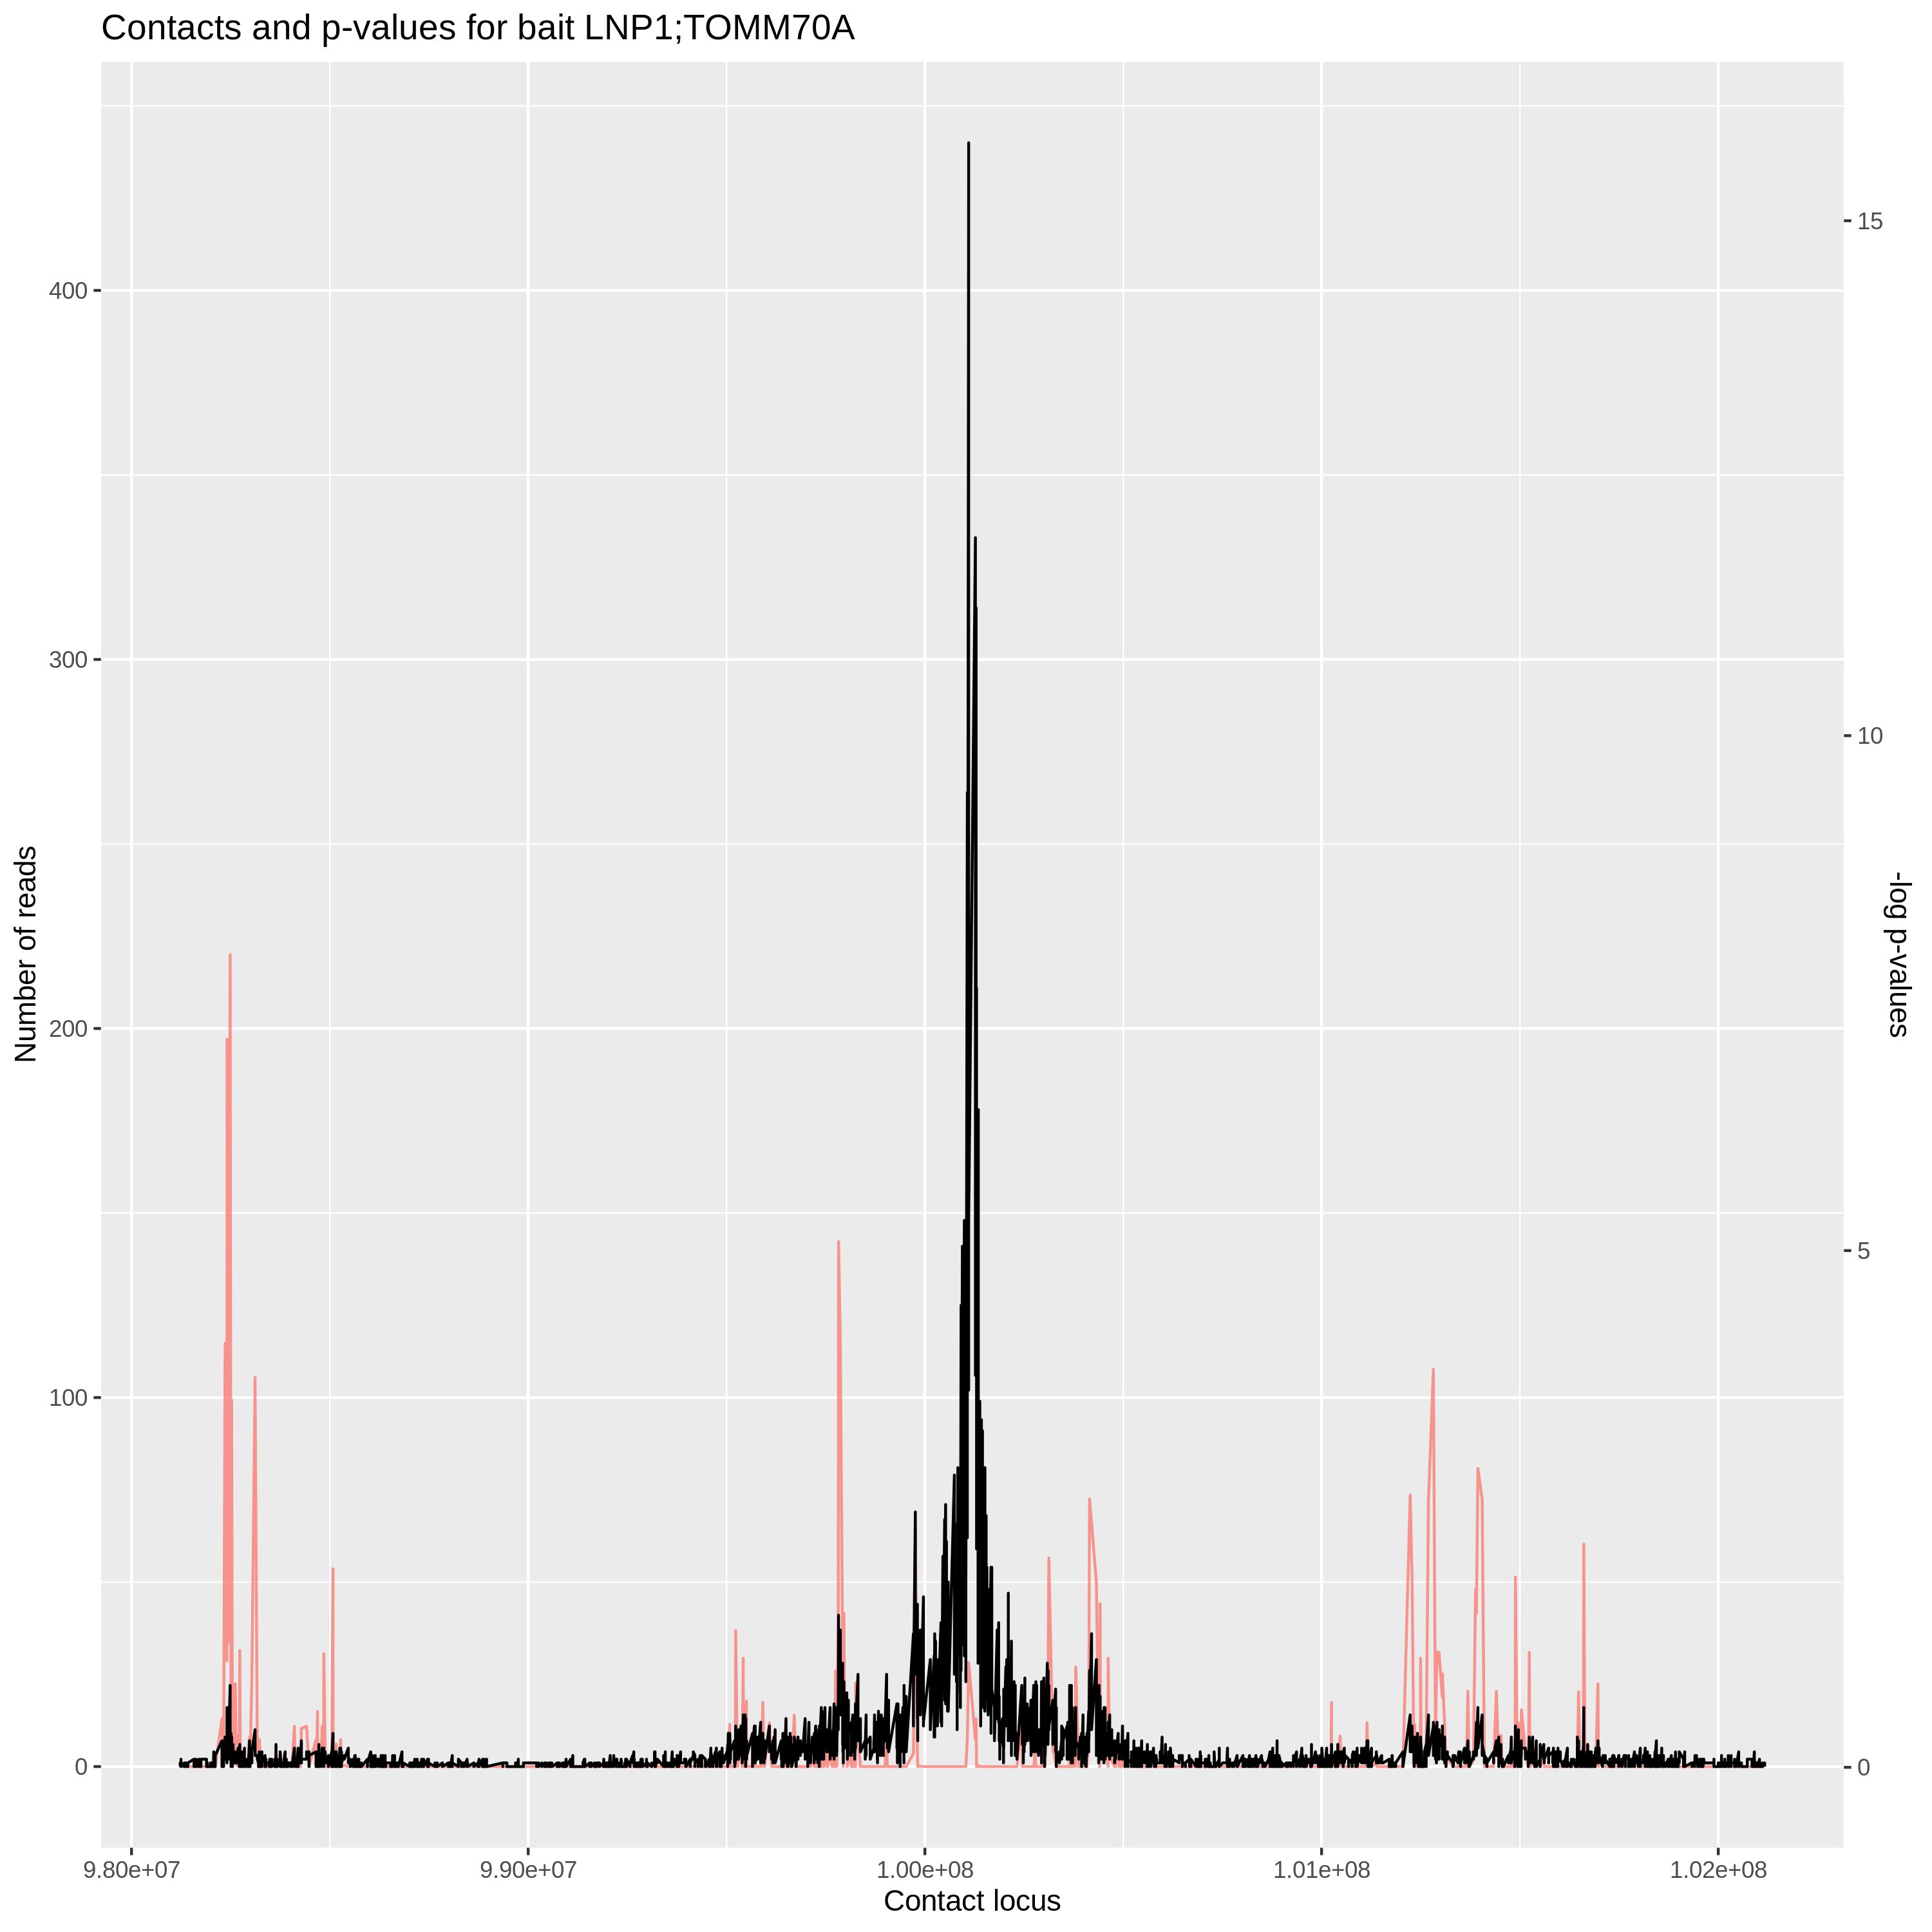 Contacts and p-values for bait LNP1;TOMM70A
Number of reads
400
300
200
100
0
15
10
5
0
-log p-values
9.80e+07
9.90e+07
1.00e+08
1.01e+08
1.02e+08
Contact locus